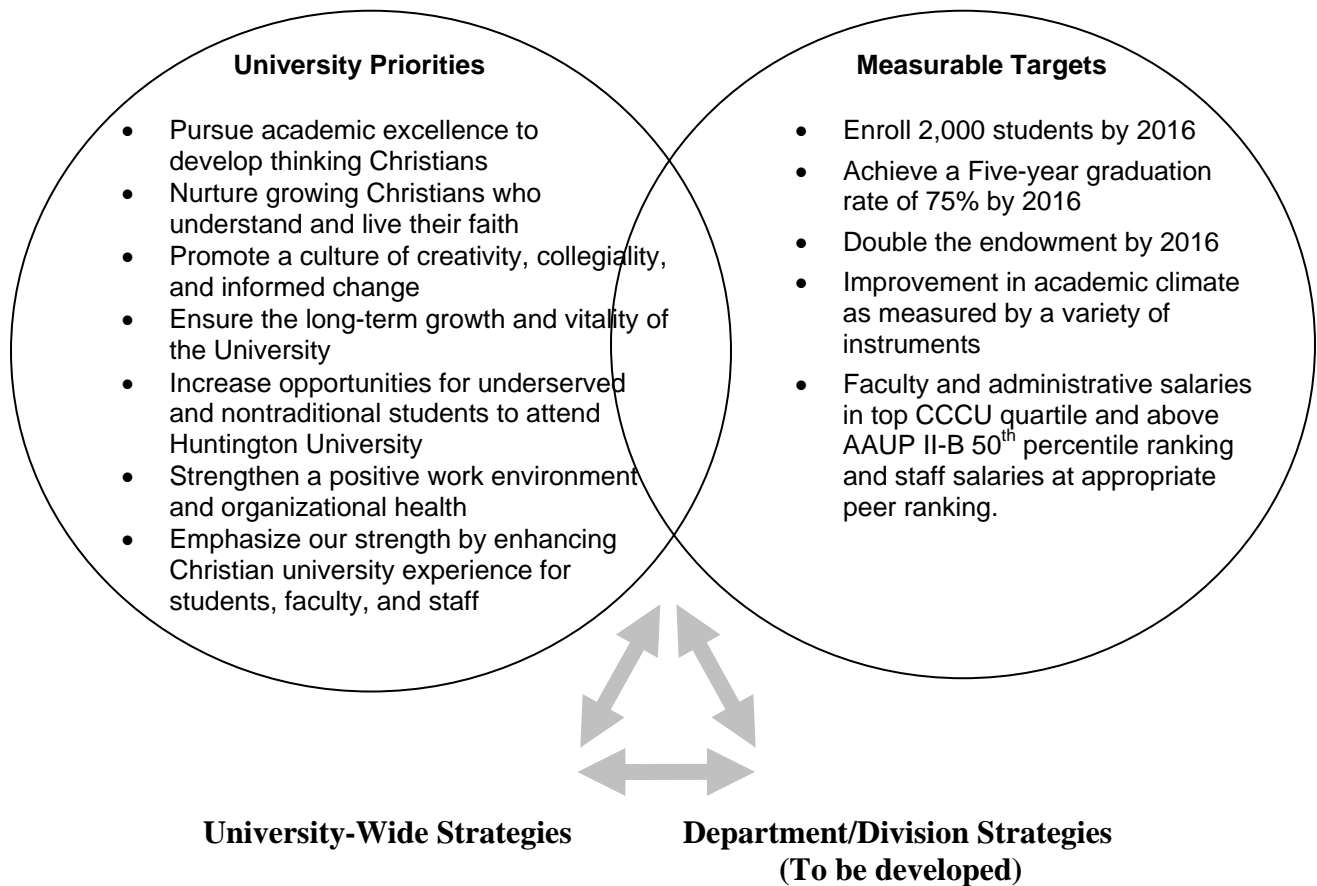 University Priorities
• Pursue academic excellence to
develop thinking Christians
• Nurture growing Christians who
understand and live their faith
• Promote a culture of creativity, collegiality,
and informed change
• Ensure the long-term growth and vitality of
the University
• Increase opportunities for underserved
and nontraditional students to attend
Huntington University
• Strengthen a positive work environment
and organizational health
• Emphasize our strength by enhancing
Christian university experience for
students, faculty, and staff
Measurable Targets
• Enroll 2,000 students by 2016
• Achieve a Five-year graduation
rate of 75% by 2016
• Double the endowment by 2016
• Improvement in academic climate
as measured by a variety of
instruments
• Faculty and administrative salaries
in top CCCU quartile and above
AAUP II-B 50th percentile ranking
and staff salaries at appropriate
peer ranking.
University-Wide Strategies
Department/Division Strategies
(To be developed)